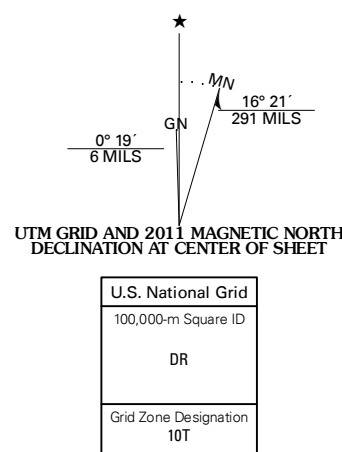 ★
MN
GN
16° 21´
291 MILS
0° 19´
6 MILS
UTM GRID AND 2011 MAGNETIC NORTH
DECLINATION AT CENTER OF SHEET
U.S. National Grid
100,000-m Square ID
DR
Grid Zone Designation
10T